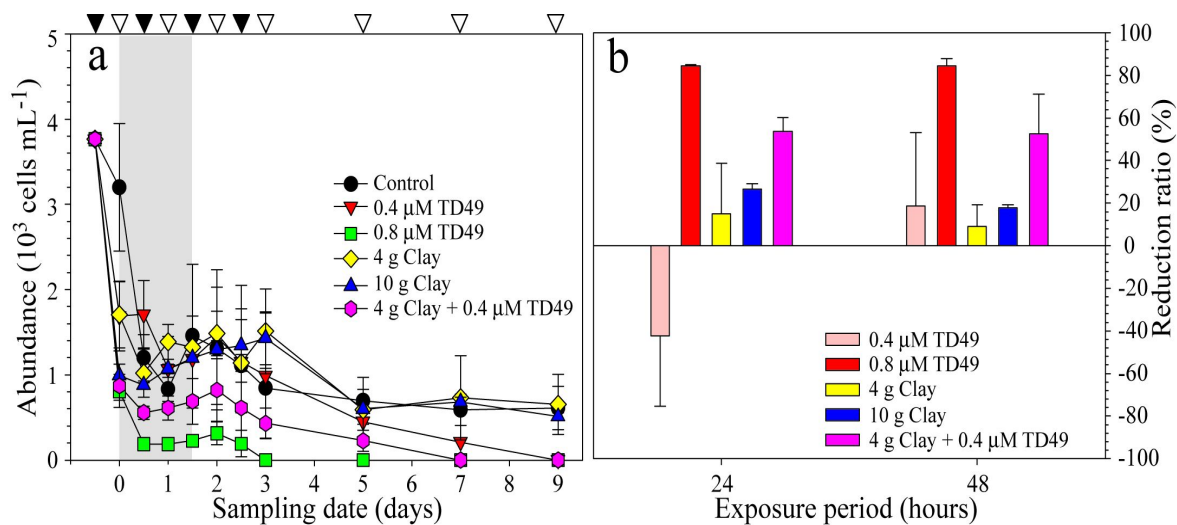 a
Abundance (10³ cells mL⁻¹)
5
4
3
2
1
0
Control
0.4 µM TD49
0.8 µM TD49
4 g Clay
10 g Clay
4 g Clay + 0.4 µM TD49
0 1 2 3 4 5 6 7 8 9
Sampling date (days)
b
100
80
60
40
20
0
-20
-40
-60
-80
-100
Reduction ratio (%)
0.4 µM TD49
0.8 µM TD49
4 g Clay
10 g Clay
4 g Clay + 0.4 µM TD49
24 48
Exposure period (hours)